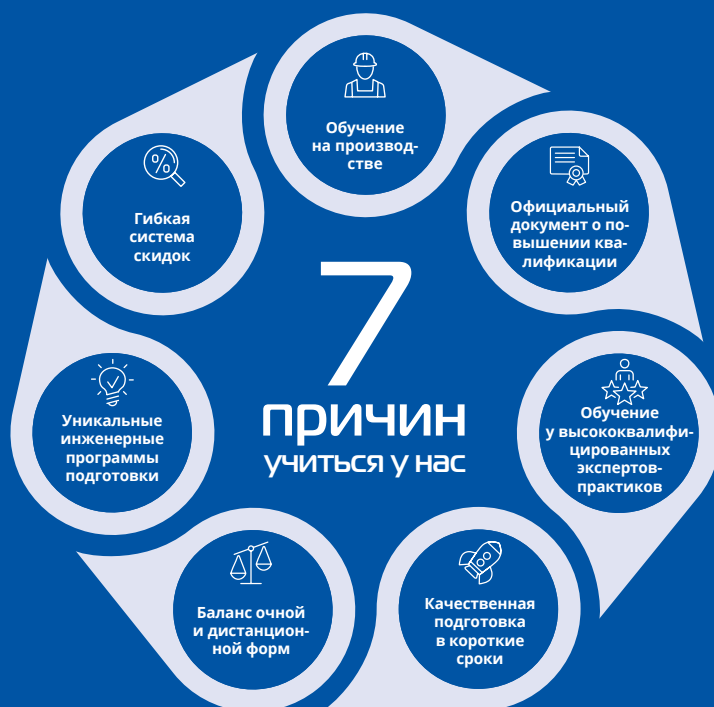 Обучение
на производ-
стве
Официальный
документ о по-
вышении ква-
лификации
Обучение
у высококвалифи-
цированных
экспертов-
практиков
Качественная
подготовка
в короткие
сроки
Баланс очной
и дистанцион-
ной форм
Уникальные
инженерные
программы
подготовки
Гибкая
система
скидок
%
7
причин
учиться у нас